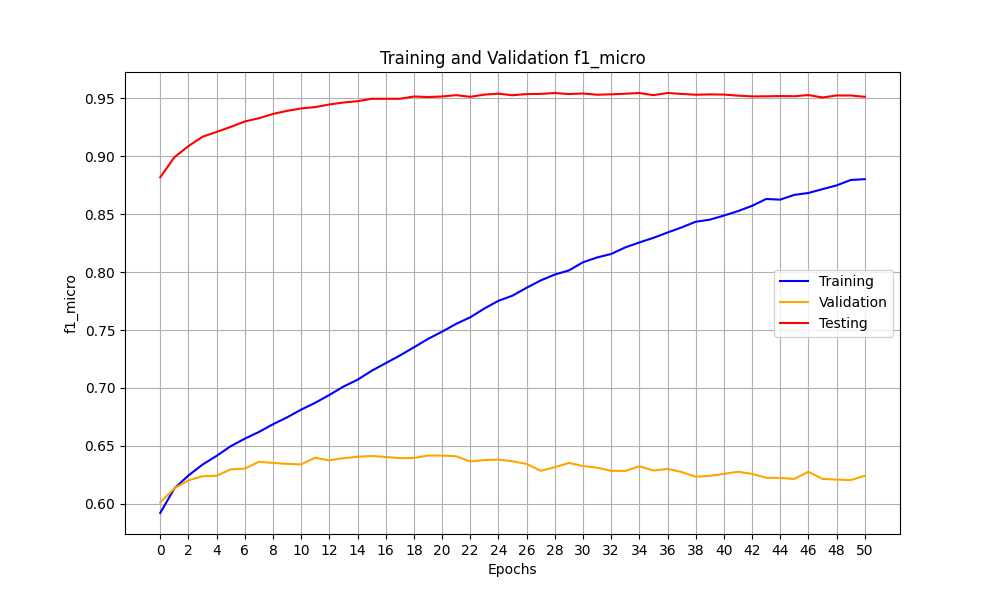 Training and Validation f1_micro
0.95
0.90
0.85
0.80
0.75
0.70
0.65
0.60
f1_micro
Training
Validation
Testing
0 2 4 6 8 10 12 14 16 18 20 22 24 26 28 30 32 34 36 38 40 42 44 46 48 50
Epochs